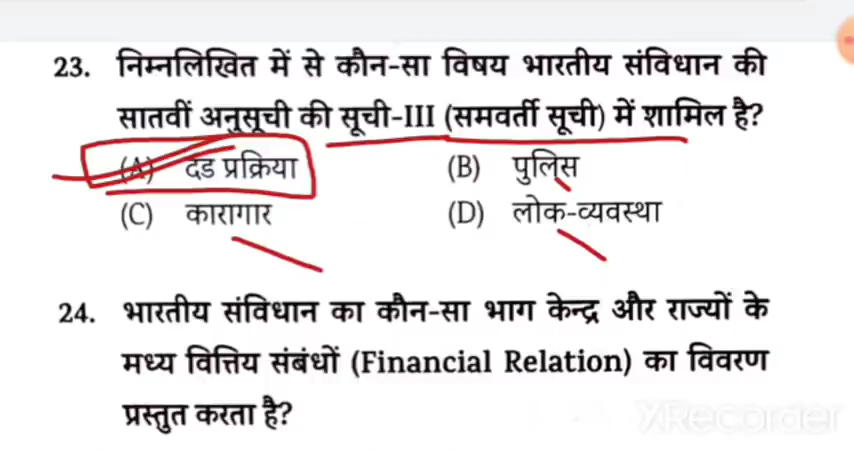 23. निम्नलिखित में से कौन-सा विषय भारतीय संविधान की
सातवीं अनुसूची की सूची-III (समवर्ती सूची) में शामिल है?
(A) दंड प्रक्रिया (B) पुलिस
(C) कारागार (D) लोक-व्यवस्था
24. भारतीय संविधान का कौन-सा भाग केन्द्र और राज्यों के
मध्य वित्तिय संबंधों (Financial Relation) का विवरण
प्रस्तुत करता है?
XRecorder